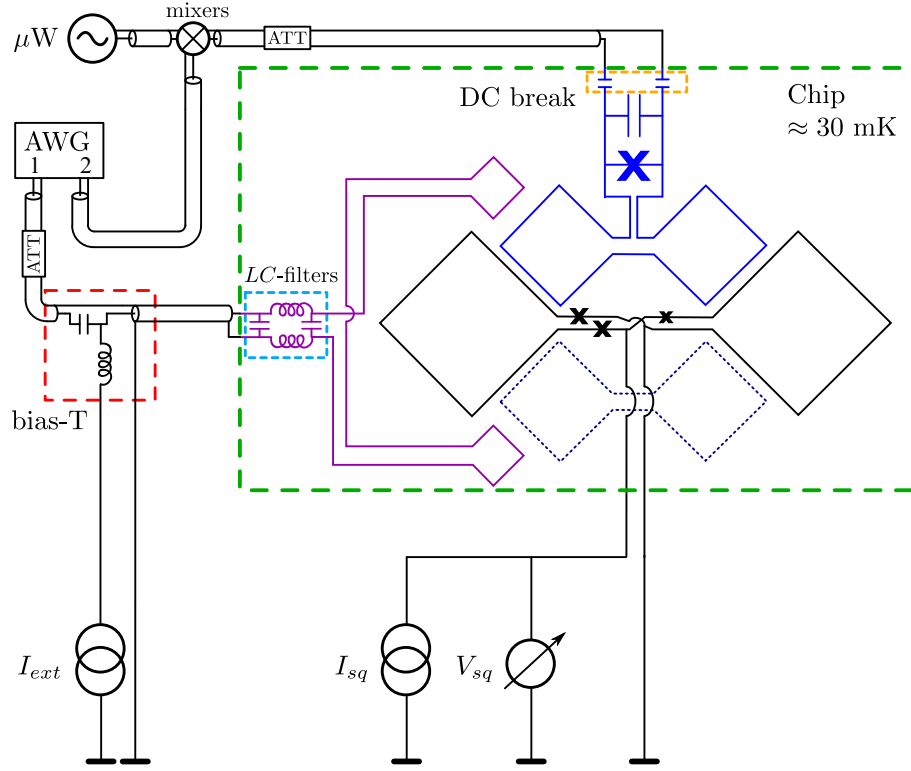 mixers
μW
ATT
DC break
Chip
≈ 30 mK
AWG
1 2
ATT
LC-filters
bias-T
I_ext
I_sq
V_sq